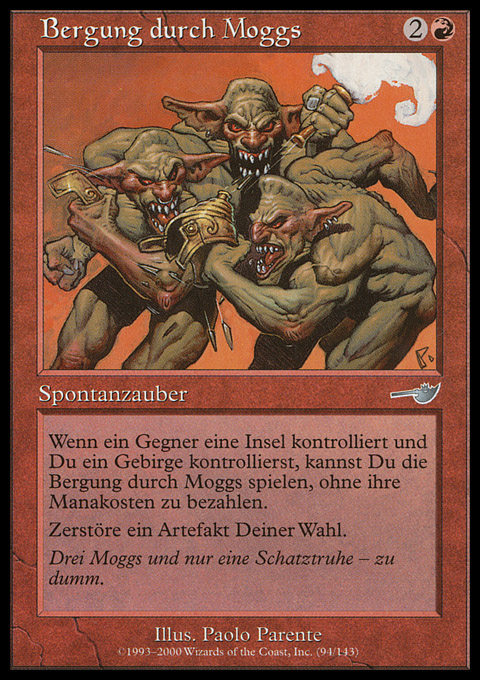 Bergung durch Moggs 2
Spontanzauber
Wenn ein Gegner eine Insel kontrolliert und
Du ein Gebirge kontrollierst, kannst Du die
Bergung durch Moggs spielen, ohne ihre
Manakosten zu bezahlen.
Zerstöre ein Artefakt Deiner Wahl.
Drei Moggs und nur eine Schatztruhe – zu
dumm.
Illus. Paolo Parente
©1993–2000 Wizards of the Coast, Inc. (94/143)